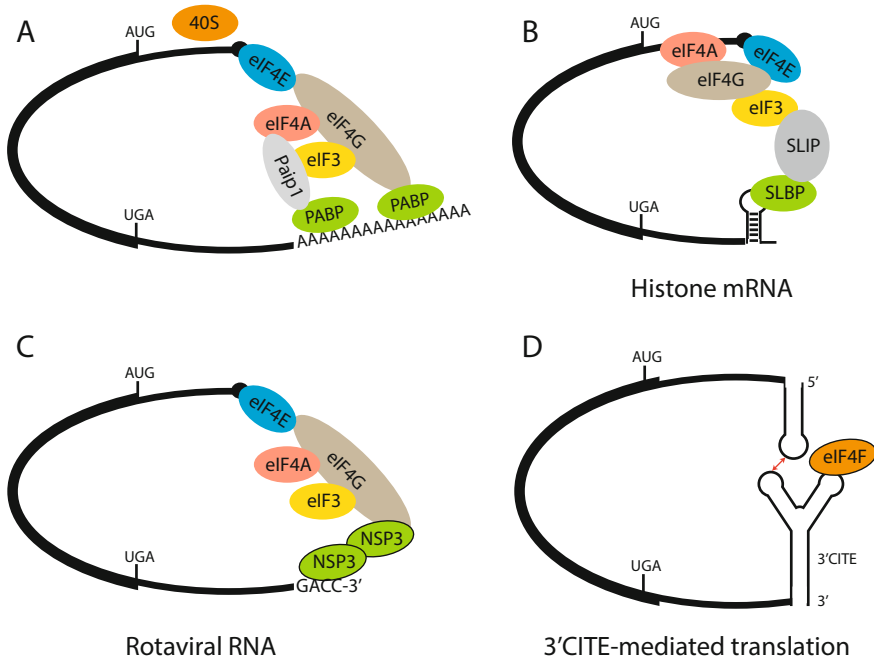 A
40S
AUG
eIF4E
eIF4G
eIF4A
eIF3
Paip1
PABP
PABP
UGA
AAAAAAAAAAAAAAAA
B
AUG
eIF4A
eIF4E
eIF4G
eIF3
SLIP
SLBP
UGA
Histone mRNA
C
AUG
eIF4E
eIF4G
eIF4A
eIF3
NSP3
NSP3
UGA
GACC-3′
Rotaviral RNA
D
AUG
5′
eIF4F
3′CITE
UGA
3′
3′CITE-mediated translation